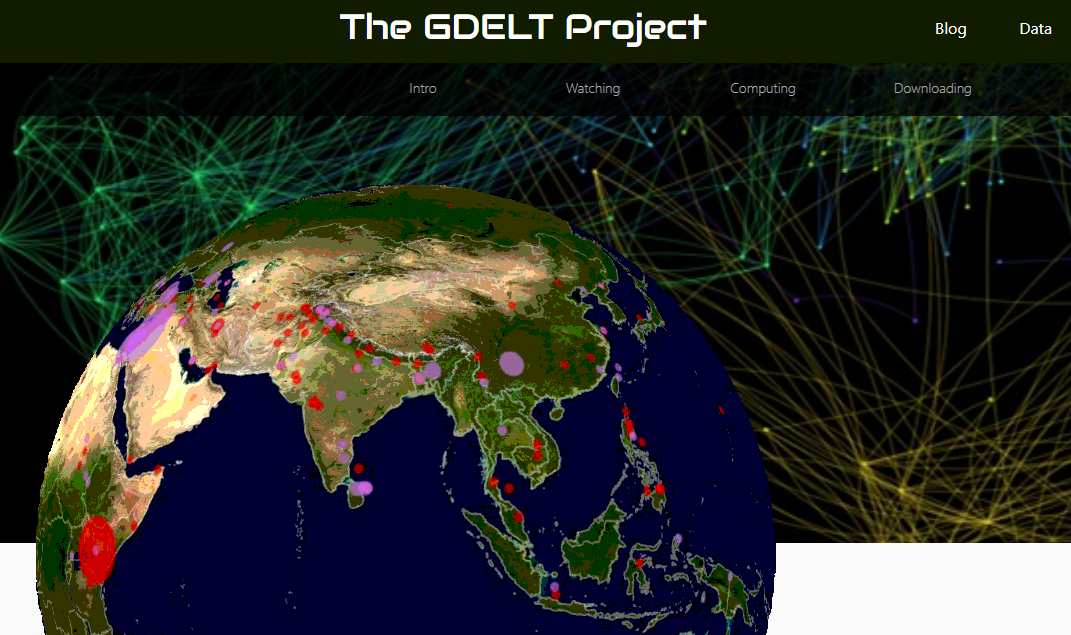 The GDELT Project
Blog Data
Intro Watching Computing Downloading